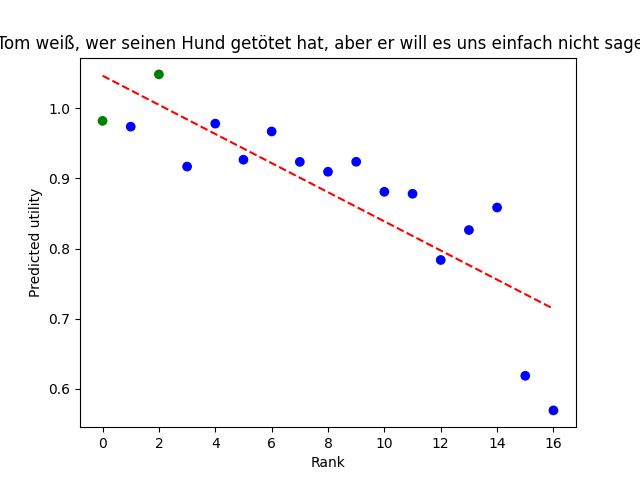 Tom weiß, wer seinen Hund getötet hat, aber er will es uns einfach nicht sage
Predicted utility
1.0
0.9
0.8
0.7
0.6
0 2 4 6 8 10 12 14 16
Rank